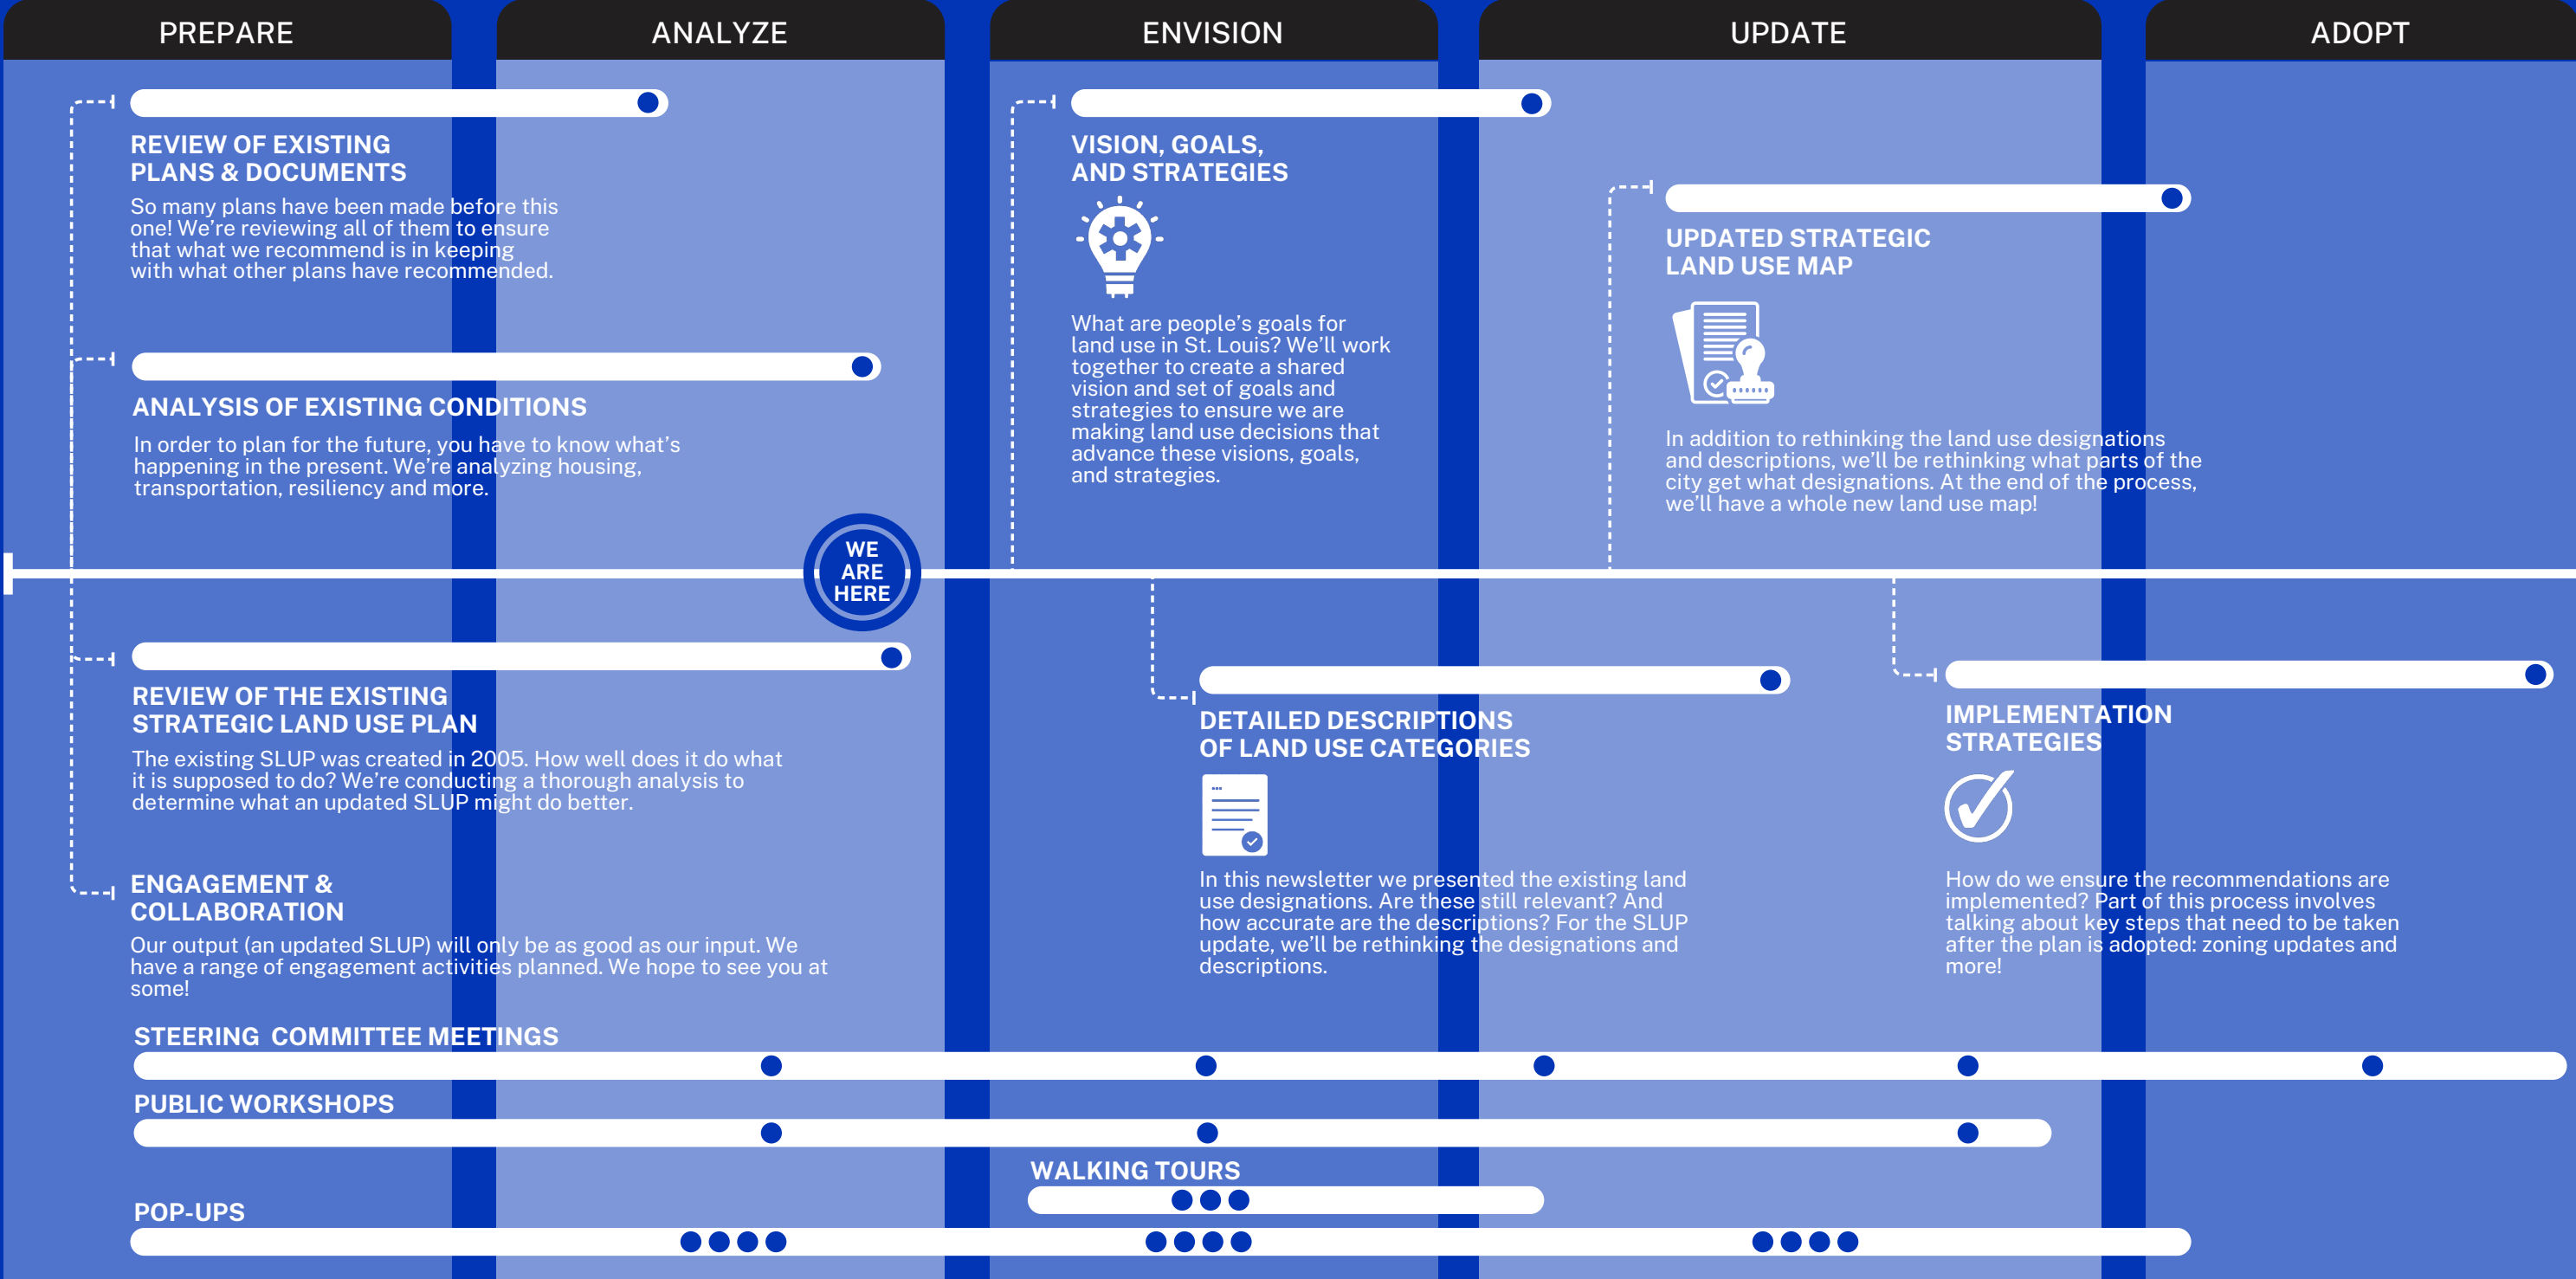 PREPARE
ANALYZE
ENVISION
UPDATE
ADOPT
REVIEW OF EXISTING
PLANS & DOCUMENTS
So many plans have been made before this
one! We’re reviewing all of them to ensure
that what we recommend is in keeping
with what other plans have recommended.
ANALYSIS OF EXISTING CONDITIONS
In order to plan for the future, you have to know what’s
happening in the present. We’re analyzing housing,
transportation, resiliency and more.
VISION, GOALS,
AND STRATEGIES
What are people’s goals for
land use in St. Louis? We’ll work
together to create a shared
vision and set of goals and
strategies to ensure we are
making land use decisions that
advance these visions, goals,
and strategies.
UPDATED STRATEGIC
LAND USE MAP
In addition to rethinking the land use designations
and descriptions, we’ll be rethinking what parts of the
city get what designations. At the end of the process,
we’ll have a whole new land use map!
WE
ARE
HERE
REVIEW OF THE EXISTING
STRATEGIC LAND USE PLAN
The existing SLUP was created in 2005. How well does it do what
it is supposed to do? We’re conducting a thorough analysis to
determine what an updated SLUP might do better.
ENGAGEMENT &
COLLABORATION
Our output (an updated SLUP) will only be as good as our input. We
have a range of engagement activities planned. We hope to see you at
some!
DETAILED DESCRIPTIONS
OF LAND USE CATEGORIES
In this newsletter we presented the existing land
use designations. Are these still relevant? And
how accurate are the descriptions? For the SLUP
update, we’ll be rethinking the designations and
descriptions.
IMPLEMENTATION
STRATEGIES
How do we ensure the recommendations are
implemented? Part of this process involves
talking about key steps that need to be taken
after the plan is adopted: zoning updates and
more!
STEERING COMMITTEE MEETINGS
PUBLIC WORKSHOPS
WALKING TOURS
POP-UPS